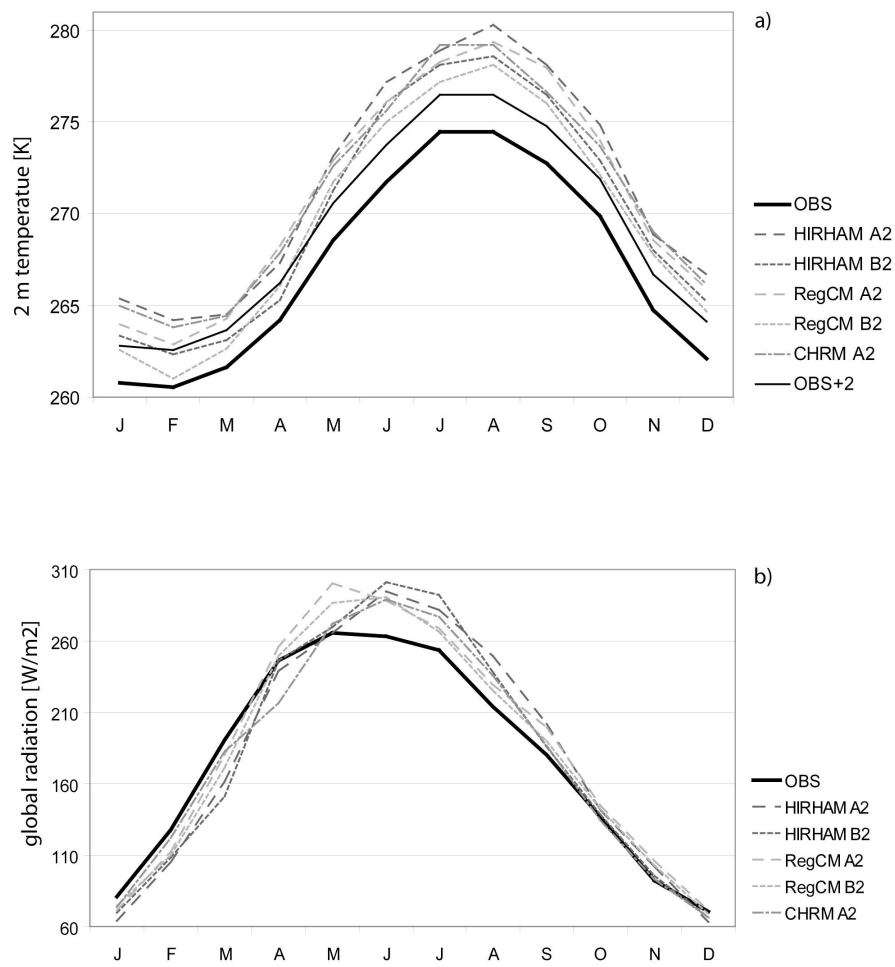 a)
280
275
270
265
260
2 m temperatue [K]
J F M A M J J A S O N D
OBS
HIRHAM A2
HIRHAM B2
RegCM A2
RegCM B2
CHRM A2
OBS+2
b)
310
260
210
160
110
60
global radiation [W/m2]
J F M A M J J A S O N D
OBS
HIRHAM A2
HIRHAM B2
RegCM A2
RegCM B2
CHRM A2